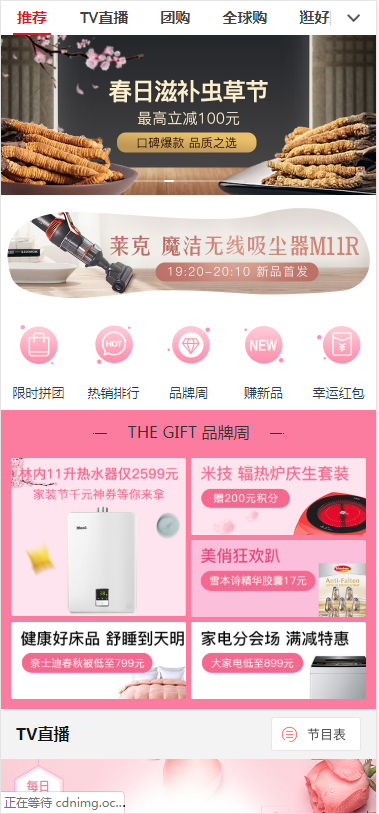 推荐
TV直播
团购
全球购
逛好
春日滋补虫草节
最高立减100元
口碑爆款 品质之选
莱克 魔洁无线吸尘器M11R
19:20-20:10 新品首发
HOT
NEW
限时拼团
热销排行
品牌周
赚新品
幸运红包
THE GIFT 品牌周
林内11升热水器仅2599元
家装节千元神券等你来拿
米技 辐热炉庆生套装
赠200元积分
美俏狂欢趴
雪本诗精华胶囊17元
Anti-Falten
健康好床品 舒睡到天明
奈士迪春秋被低至799元
家电分会场 满减特惠
大家电低至899元
TV直播
节目表
每日
正在等待 cdnimg.oc...